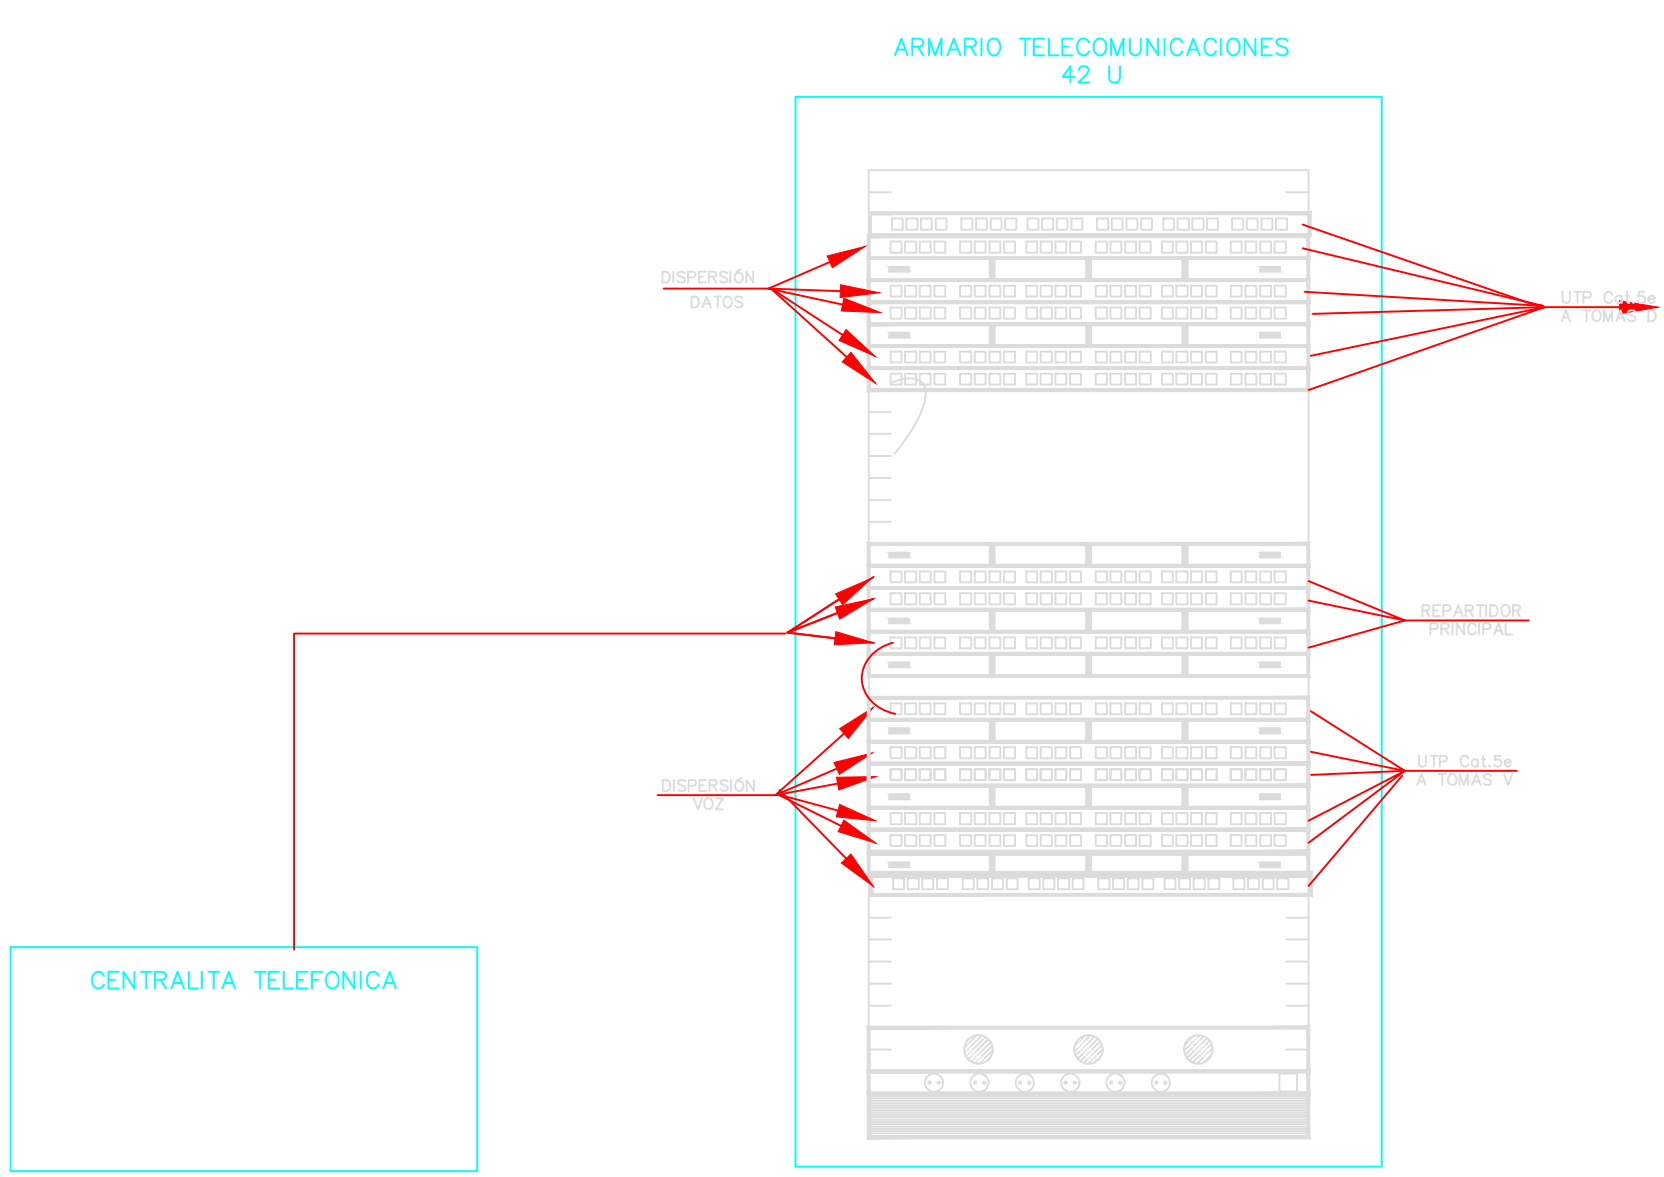 ARMARIO TELECOMUNICACIONES
42 U
DISPERSIÓN
DATOS
UTP Cat.5e
A TOMAS D
REPARTIDOR
PRINCIPAL
UTP Cat.5e
A TOMAS V
DISPERSIÓN
VOZ
CENTRALITA TELEFONICA